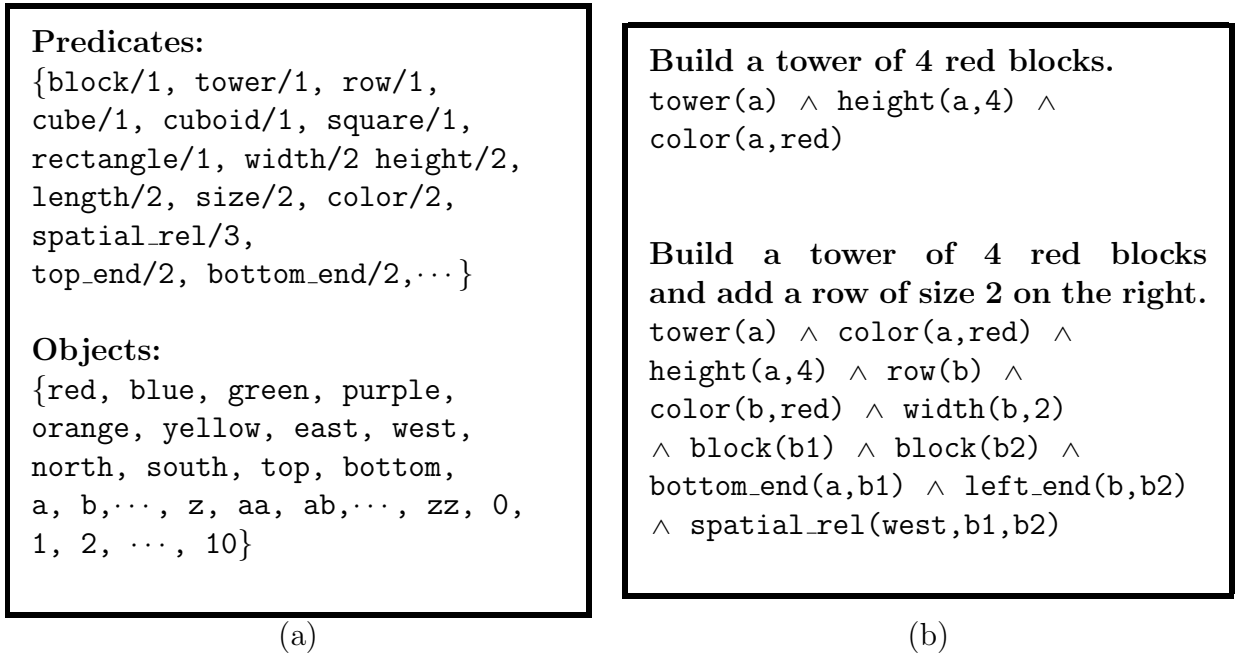 Predicates:
{block/1, tower/1, row/1,
cube/1, cuboid/1, square/1,
rectangle/1, width/2 height/2,
length/2, size/2, color/2,
spatial_rel/3,
top_end/2, bottom_end/2,··· }
Objects:
{red, blue, green, purple,
orange, yellow, east, west,
north, south, top, bottom,
a, b,···, z, aa, ab,···, zz, 0,
1, 2, ···, 10}
(a)
Build a tower of 4 red blocks.
tower(a) ∧ height(a,4) ∧
color(a,red)
Build a tower of 4 red blocks
and add a row of size 2 on the right.
tower(a) ∧ color(a,red) ∧
height(a,4) ∧ row(b) ∧
color(b,red) ∧ width(b,2)
∧ block(b1) ∧ block(b2) ∧
bottom_end(a,b1) ∧ left_end(b,b2)
∧ spatial_rel(west,b1,b2)
(b)